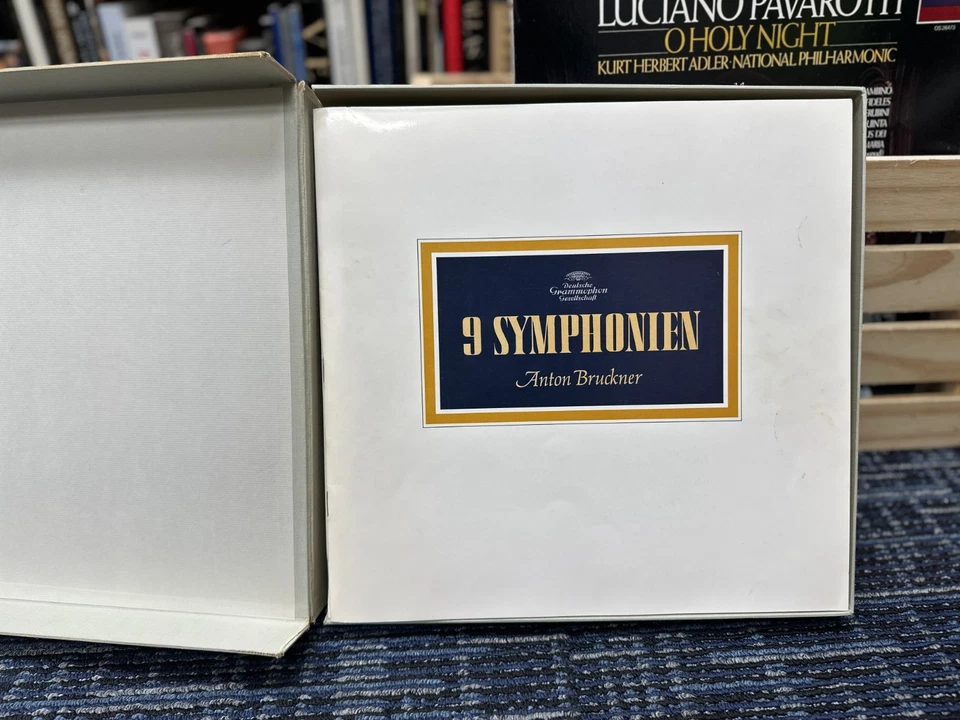 LUCIANO PAVAROTTI
O HOLY NIGHT
KURT HERBERT ADLER·NATIONAL PHILHARMONIC
Deutsche
Grammophon
Gesellschaft
9 SYMPHONIEN
Anton Bruckner